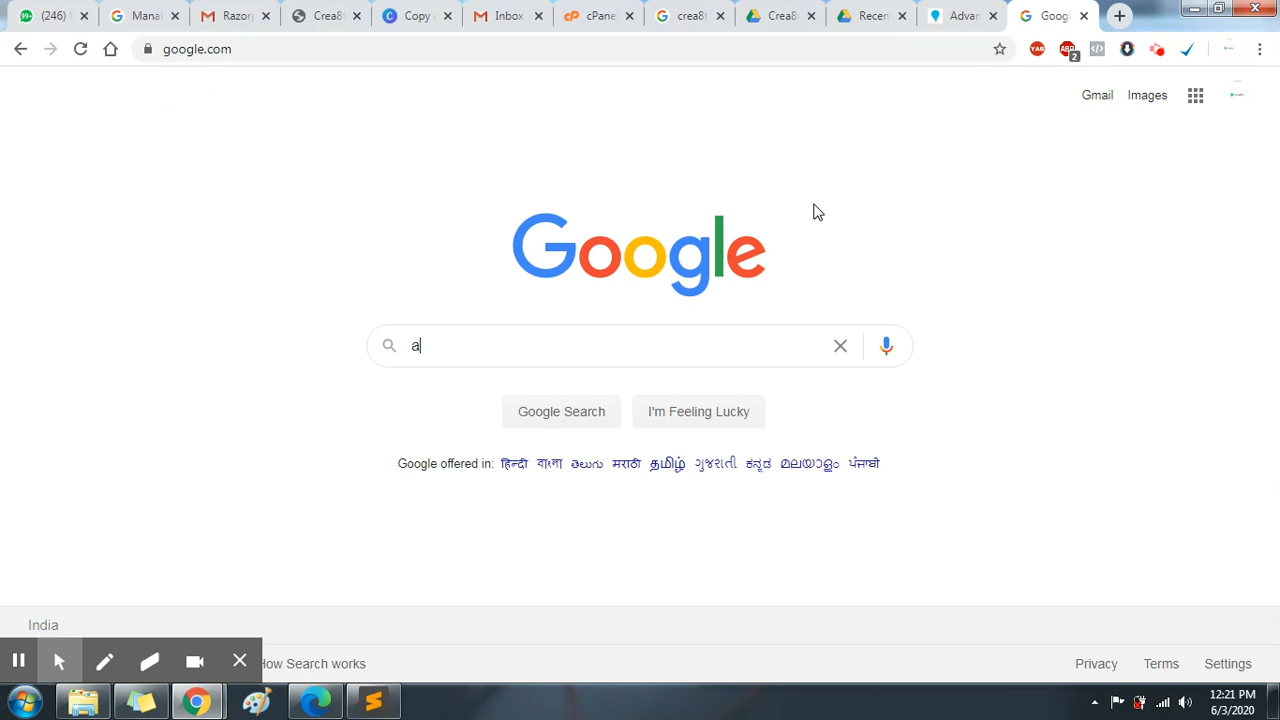 (246) W Mana Razor Crea8 Copy Inbox cPane crea8 Crea8 Recen Advan Googl
google.com
2
Gmail Images
Google
a
Google Search I'm Feeling Lucky
Google offered in: हिन्दी বাংলা తెలుగు मराठी தமிழ் ગુજરાતી ಕನ್ನಡ മലയാളം ਪੰਜਾਬੀ
India
How Search works Privacy Terms Settings
12:21 PM
6/3/2020